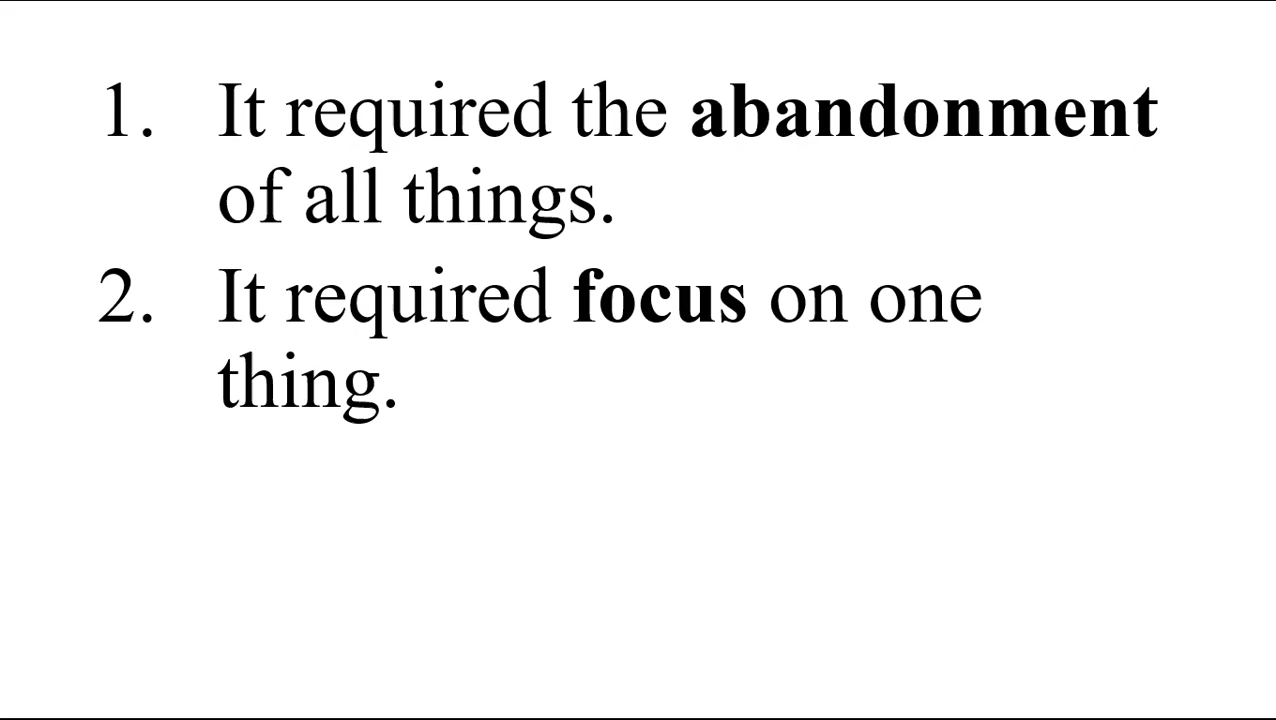 1. It required the abandonment
of all things.
2. It required focus on one
thing.